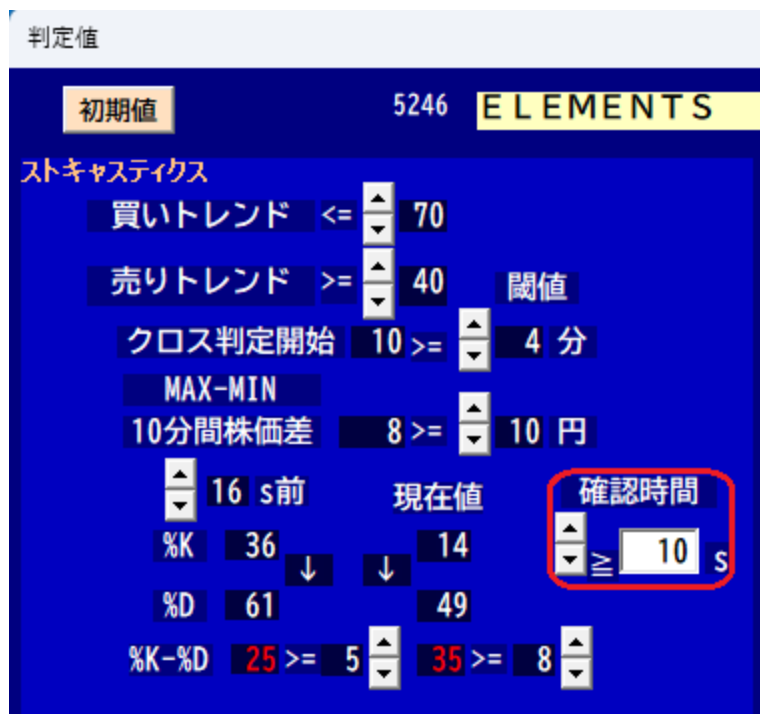 判定値
初期値 5246 ELEMENTS
ストキャスティクス
買いトレンド <= 70
売りトレンド >= 40 閾値
クロス判定開始 10 >= 4 分
MAX-MIN
10分間株価差 8 >= 10 円
16 s前 現在値 確認時間
%K 36 ↓ ↓ 14 ≧ 10 s
%D 61 49
%K-%D 25 >= 5 35 >= 8